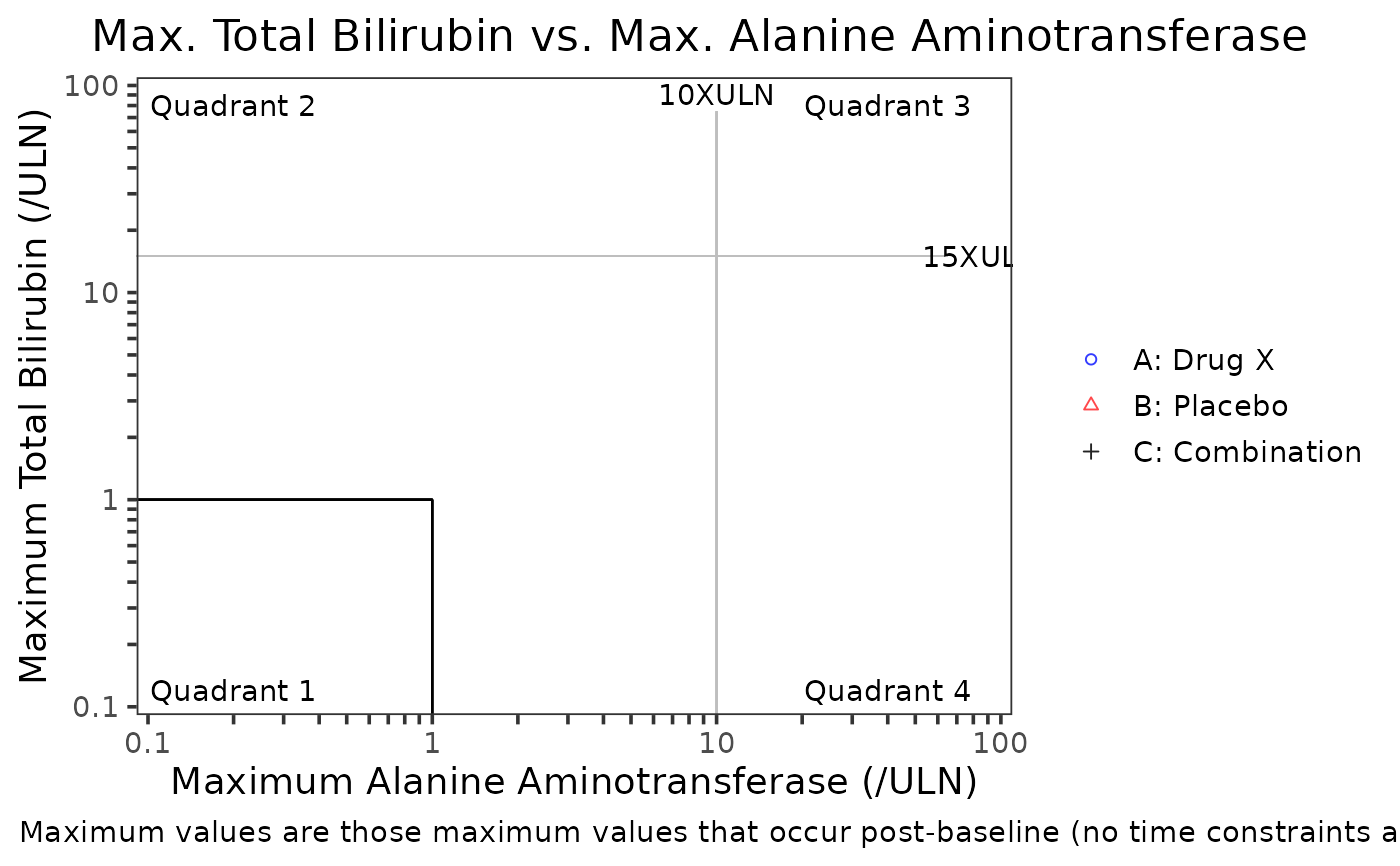 Max. Total Bilirubin vs. Max. Alanine Aminotransferase
Maximum Total Bilirubin (/ULN)
100
10
1
0.1
Quadrant 2
10XULN
Quadrant 3
15XUL
Quadrant 1
Quadrant 4
0.1 1 10 100
Maximum Alanine Aminotransferase (/ULN)
A: Drug X
B: Placebo
C: Combination
Maximum values are those maximum values that occur post-baseline (no time constraints a